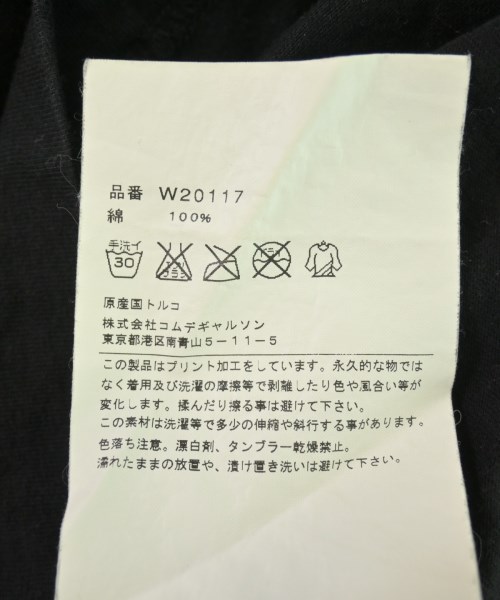 品番 W20117
綿 100%
手洗イ
30
原産国トルコ
株式会社コムデギャルソン
東京都港区南青山5-11-5
この製品はプリント加工をしています。永久的な物では
なく着用及び洗濯の摩擦等で剥離したり色や風合い等が
変化します。揉んだり擦る事は避けて下さい。
この素材は洗濯等で多少の伸縮や斜行する事があります。
色落ち注意。漂白剤、タンブラー乾燥禁止。
濡れたままの放置や、漬け置き洗いは避けて下さい。